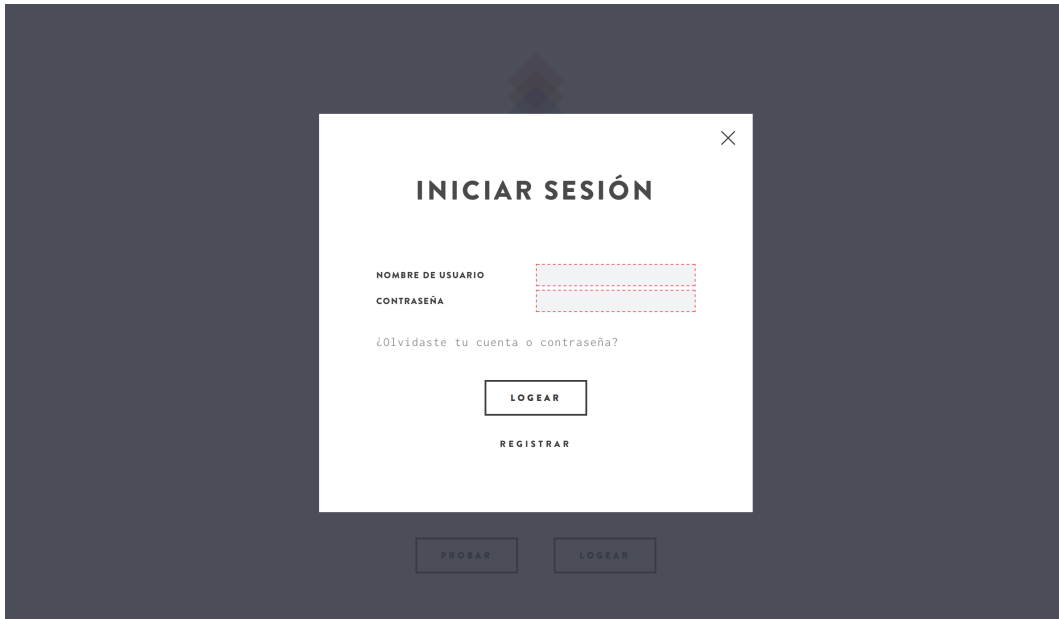 INICIAR SESIÓN
NOMBRE DE USUARIO
CONTRASEÑA
¿Olvidaste tu cuenta o contraseña?
LOGEAR
REGISTRAR
PROBAR LOGEAR